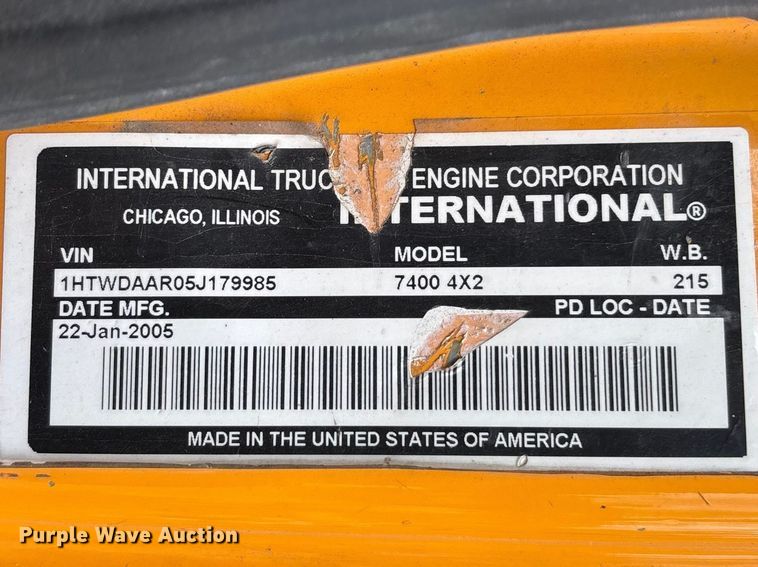 INTERNATIONAL TRUC ENGINE CORPORATION
CHICAGO, ILLINOIS
TERNATIONAL®
VIN MODEL W.B.
1HTWDAAR05J179985 7400 4X2 215
DATE MFG. PD LOC - DATE
22-Jan-2005
MADE IN THE UNITED STATES OF AMERICA
Purple Wave Auction